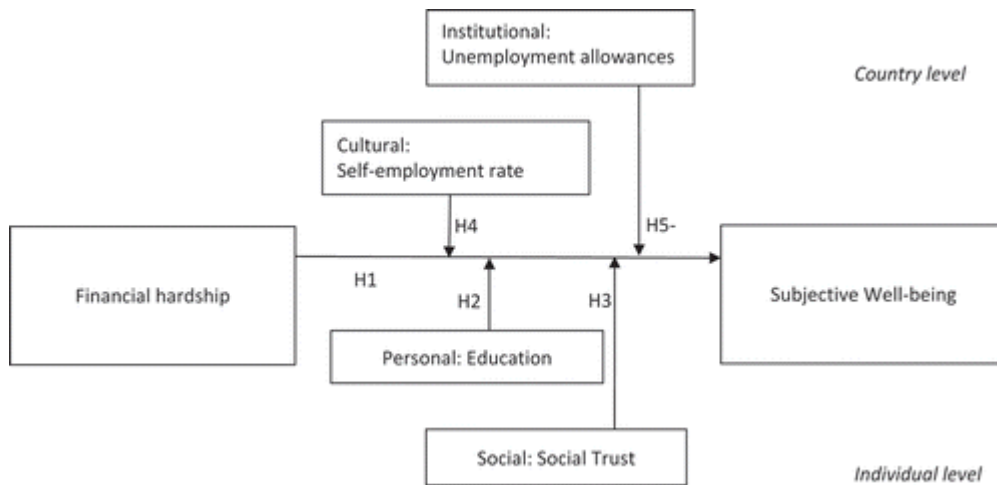 Institutional:
Unemployment allowances
Country level
Cultural:
Self-employment rate
H4
H5-
Financial hardship
H1
H2
H3
Subjective Well-being
Personal: Education
Social: Social Trust
Individual level